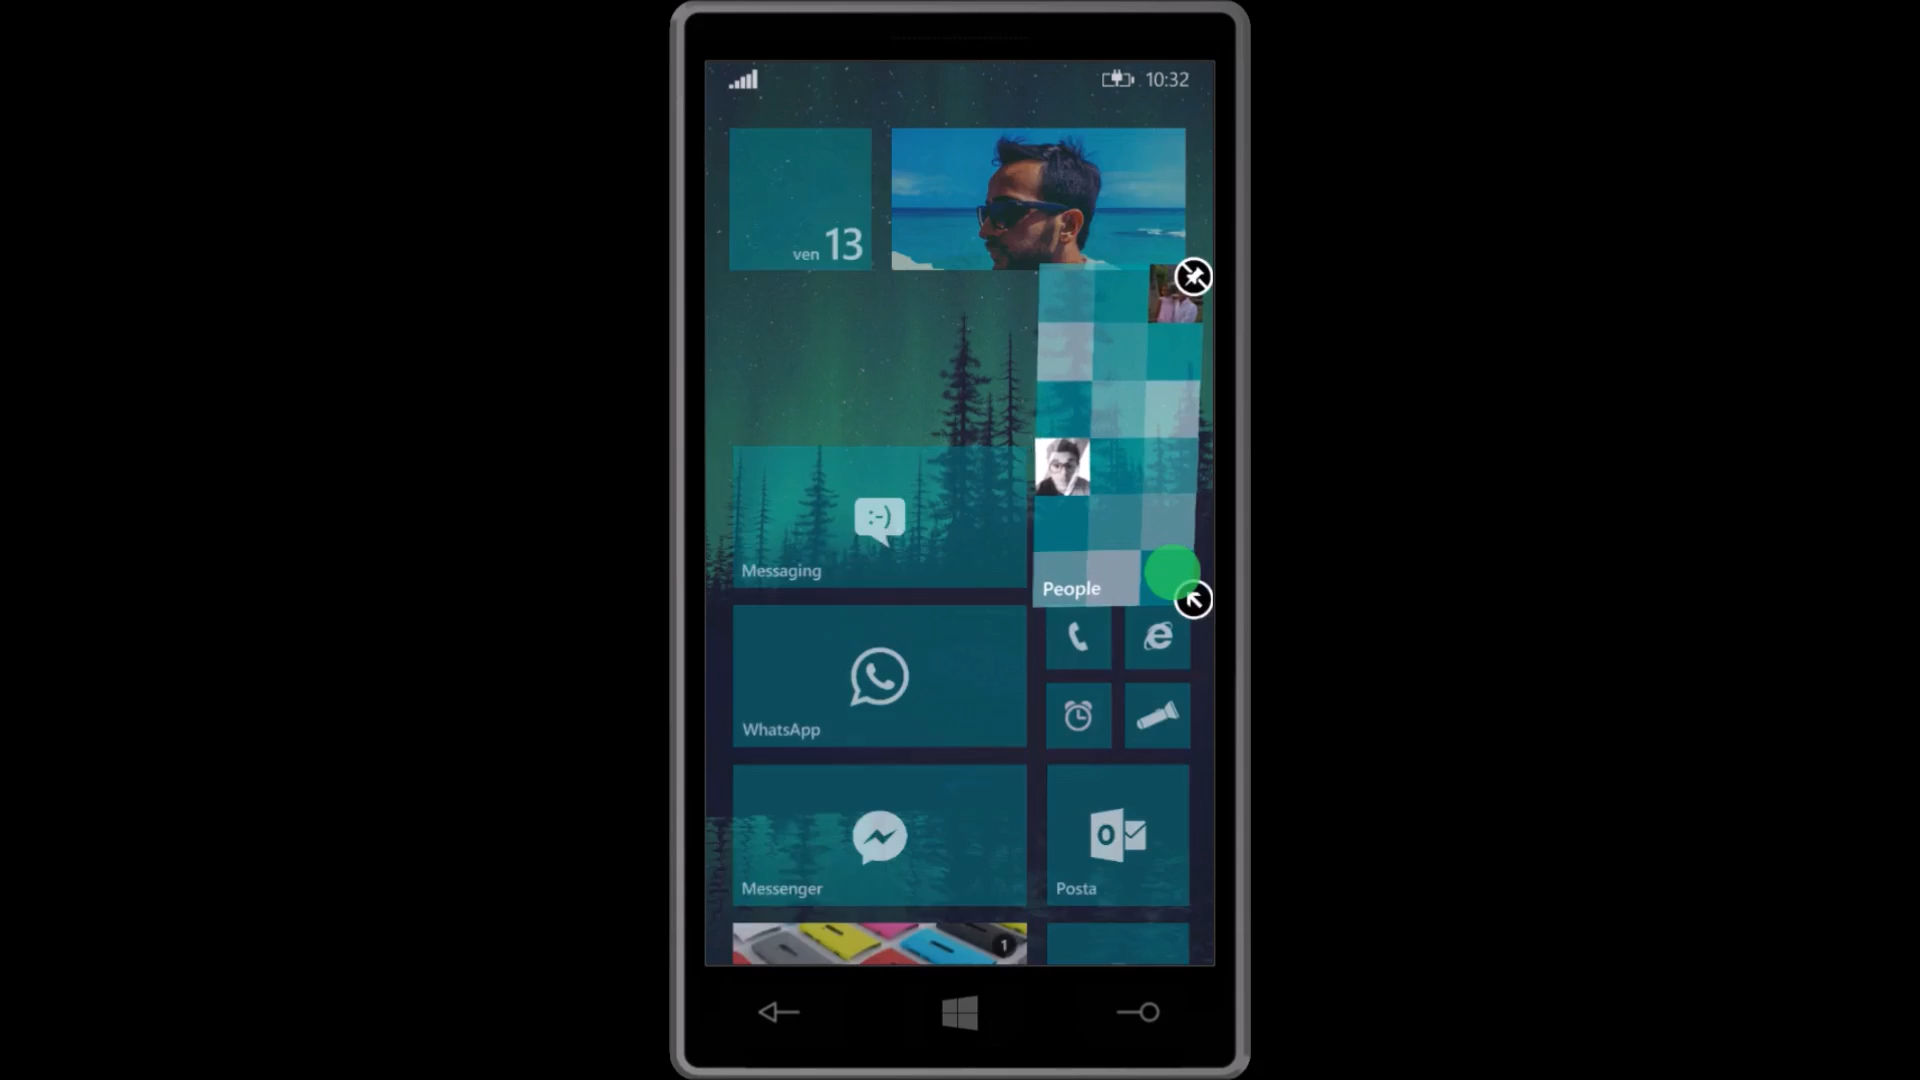 10:32
ven 13
:-)
Messaging
People
WhatsApp
Messenger
O
Posta
1